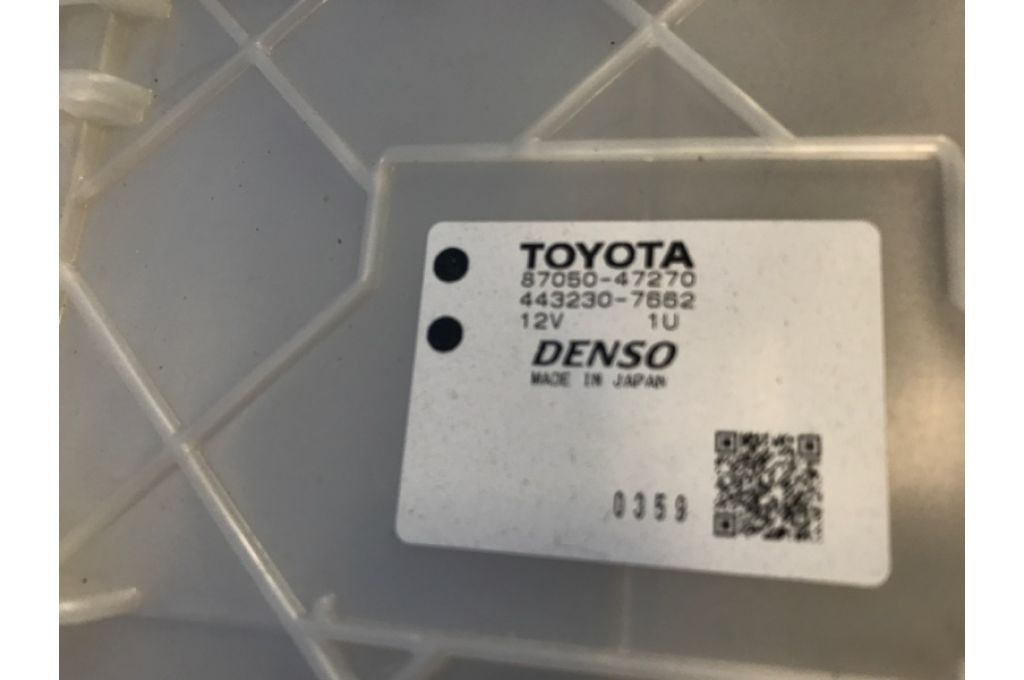 TOYOTA
87050-47270
443230-7662
12V 1U
DENSO
MADE IN JAPAN
0359